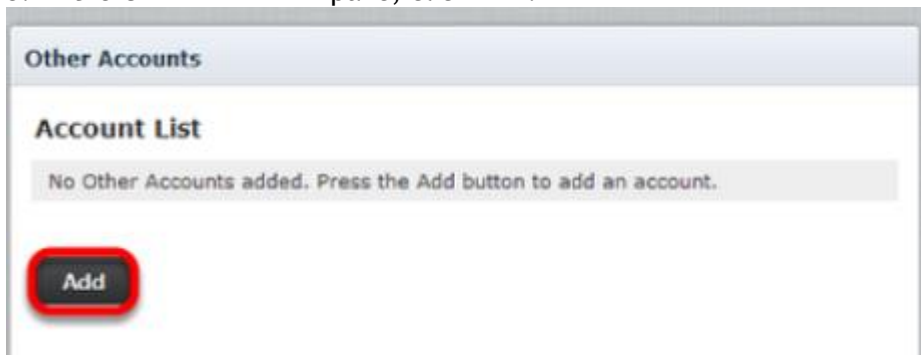 Other Accounts
Account List
No Other Accounts added. Press the Add button to add an account.
Add